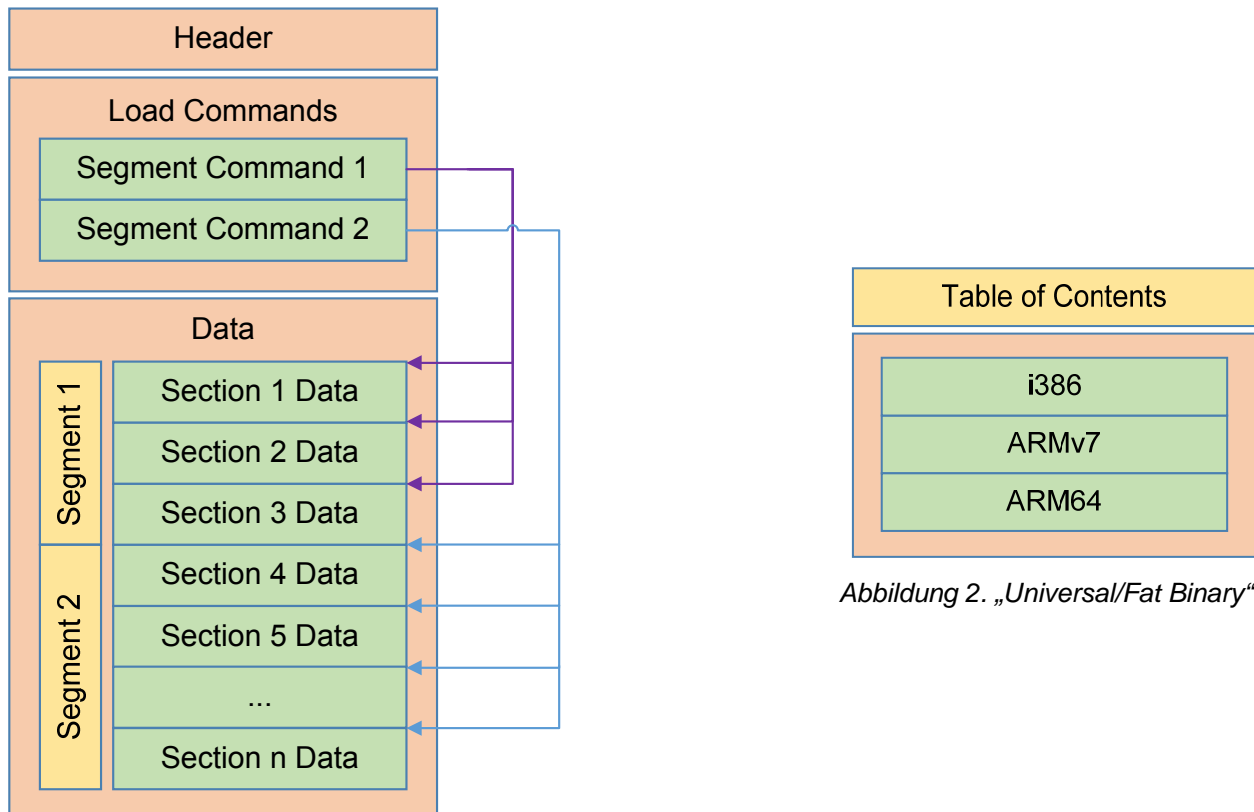 Header
Load Commands
Segment Command 1
Segment Command 2
Data
Segment 1
Section 1 Data
Section 2 Data
Section 3 Data
Segment 2
Section 4 Data
Section 5 Data
...
Section n Data
Table of Contents
i386
ARMv7
ARM64
Abbildung 2. „Universal/Fat Binary“